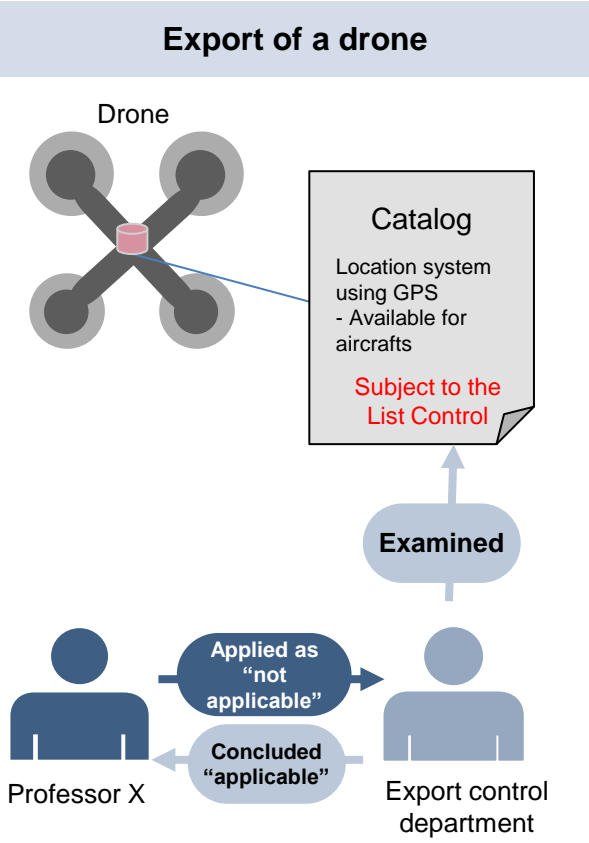 Export of a drone
Drone
Catalog
Location system
using GPS
- Available for
aircrafts
Subject to the
List Control
Examined
Applied as
“not
applicable”
Concluded
“applicable”
Professor X
Export control
department